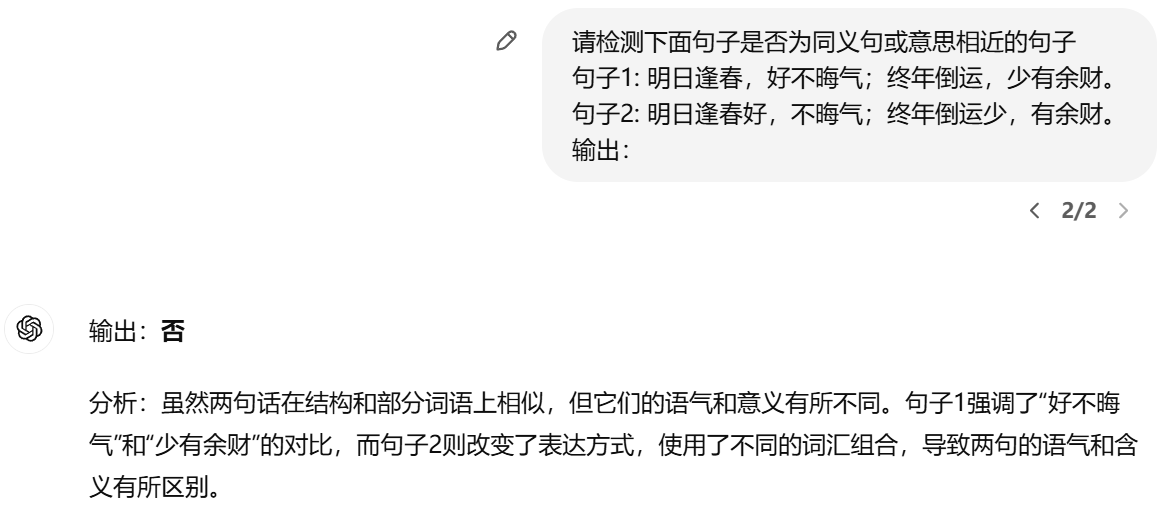 请检测下面句子是否为同义句或意思相近的句子
句子1: 明日逢春，好不晦气；终年倒运，少有余财。
句子2: 明日逢春好，不晦气；终年倒运少，有余财。
输出：
2/2
输出：否
分析：虽然两句话在结构和部分词语上相似，但它们的语气和意义有所不同。句子1强调了“好不晦
气”和“少有余财”的对比，而句子2则改变了表达方式，使用了不同的词汇组合，导致两句的语气和含
义有所区别。